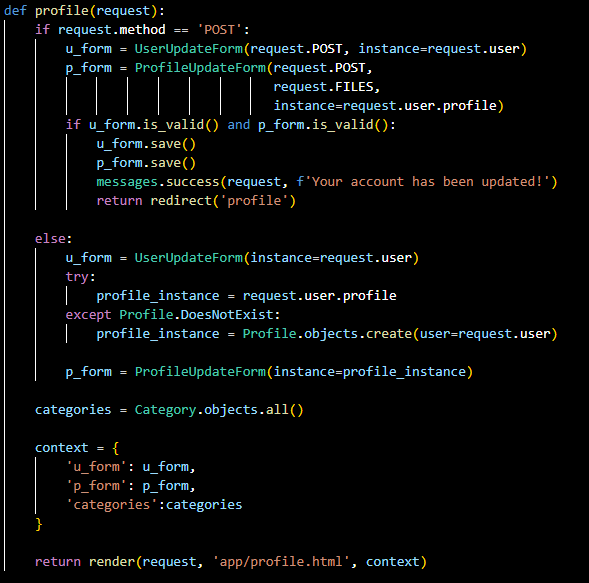 def profile(request):
    if request.method == 'POST':
        u_form = UserUpdateForm(request.POST, instance=request.user)
        p_form = ProfileUpdateForm(request.POST,
                                   request.FILES,
                                   instance=request.user.profile)
        if u_form.is_valid() and p_form.is_valid():
            u_form.save()
            p_form.save()
            messages.success(request, f'Your account has been updated!')
            return redirect('profile')

    else:
        u_form = UserUpdateForm(instance=request.user)
        try:
            profile_instance = request.user.profile
        except Profile.DoesNotExist:
            profile_instance = Profile.objects.create(user=request.user)

        p_form = ProfileUpdateForm(instance=profile_instance)

    categories = Category.objects.all()

    context = {
        'u_form': u_form,
        'p_form': p_form,
        'categories':categories
    }

    return render(request, 'app/profile.html', context)